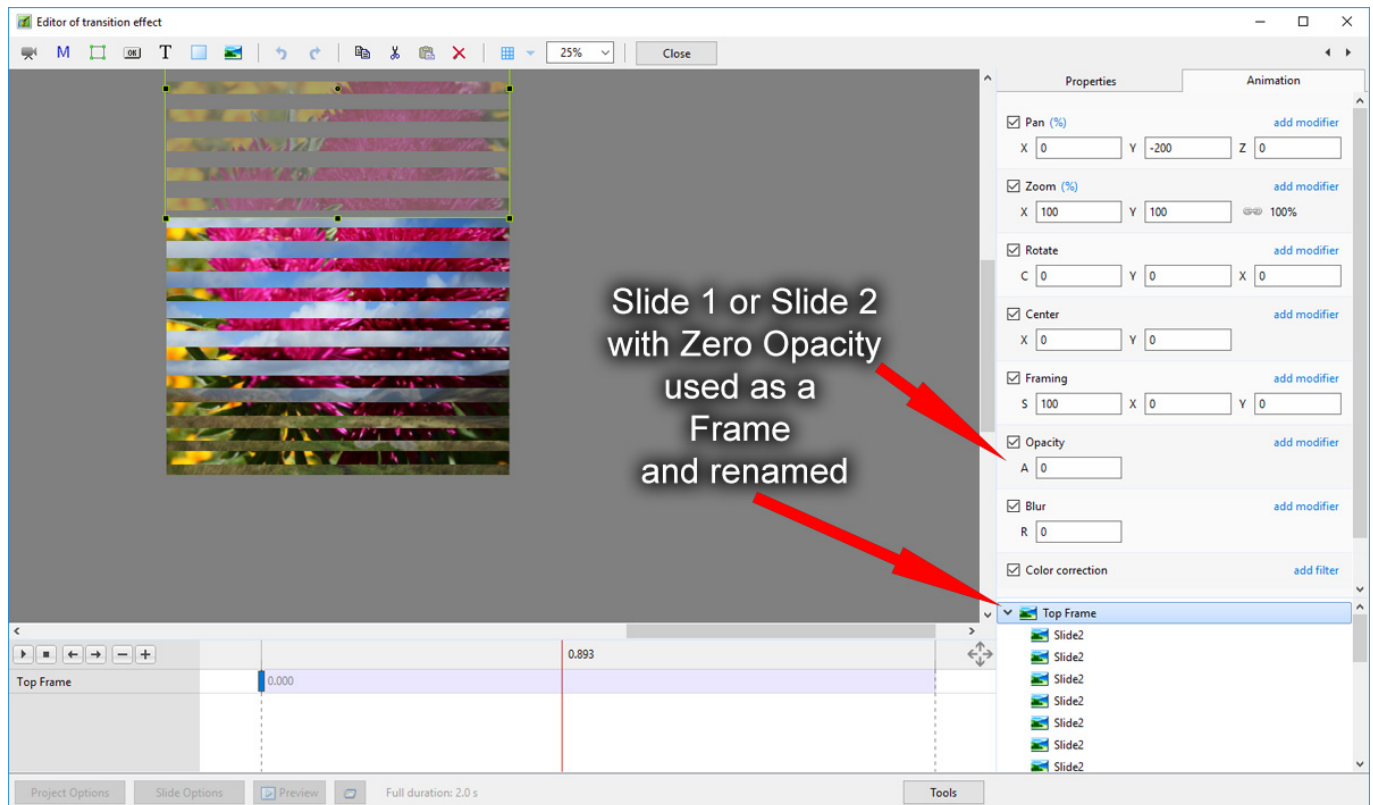 Editor of transition effect
M OK T 25% Close
Properties Animation
Pan (%) add modifier
X 0 Y -200 Z 0
Zoom (%) add modifier
X 100 Y 100 100%
Rotate add modifier
C 0 Y 0 X 0
Center add modifier
X 0 Y 0
Framing add modifier
S 100 X 0 Y 0
Opacity add modifier
A 0
Blur add modifier
R 0
Color correction add filter
Slide 1 or Slide 2
with Zero Opacity
used as a
Frame
and renamed
Top Frame
Slide2
Slide2
Slide2
Slide2
Slide2
Slide2
Slide2
0.893
Top Frame 0.000
Project Options Slide Options Preview Full duration: 2.0 s Tools